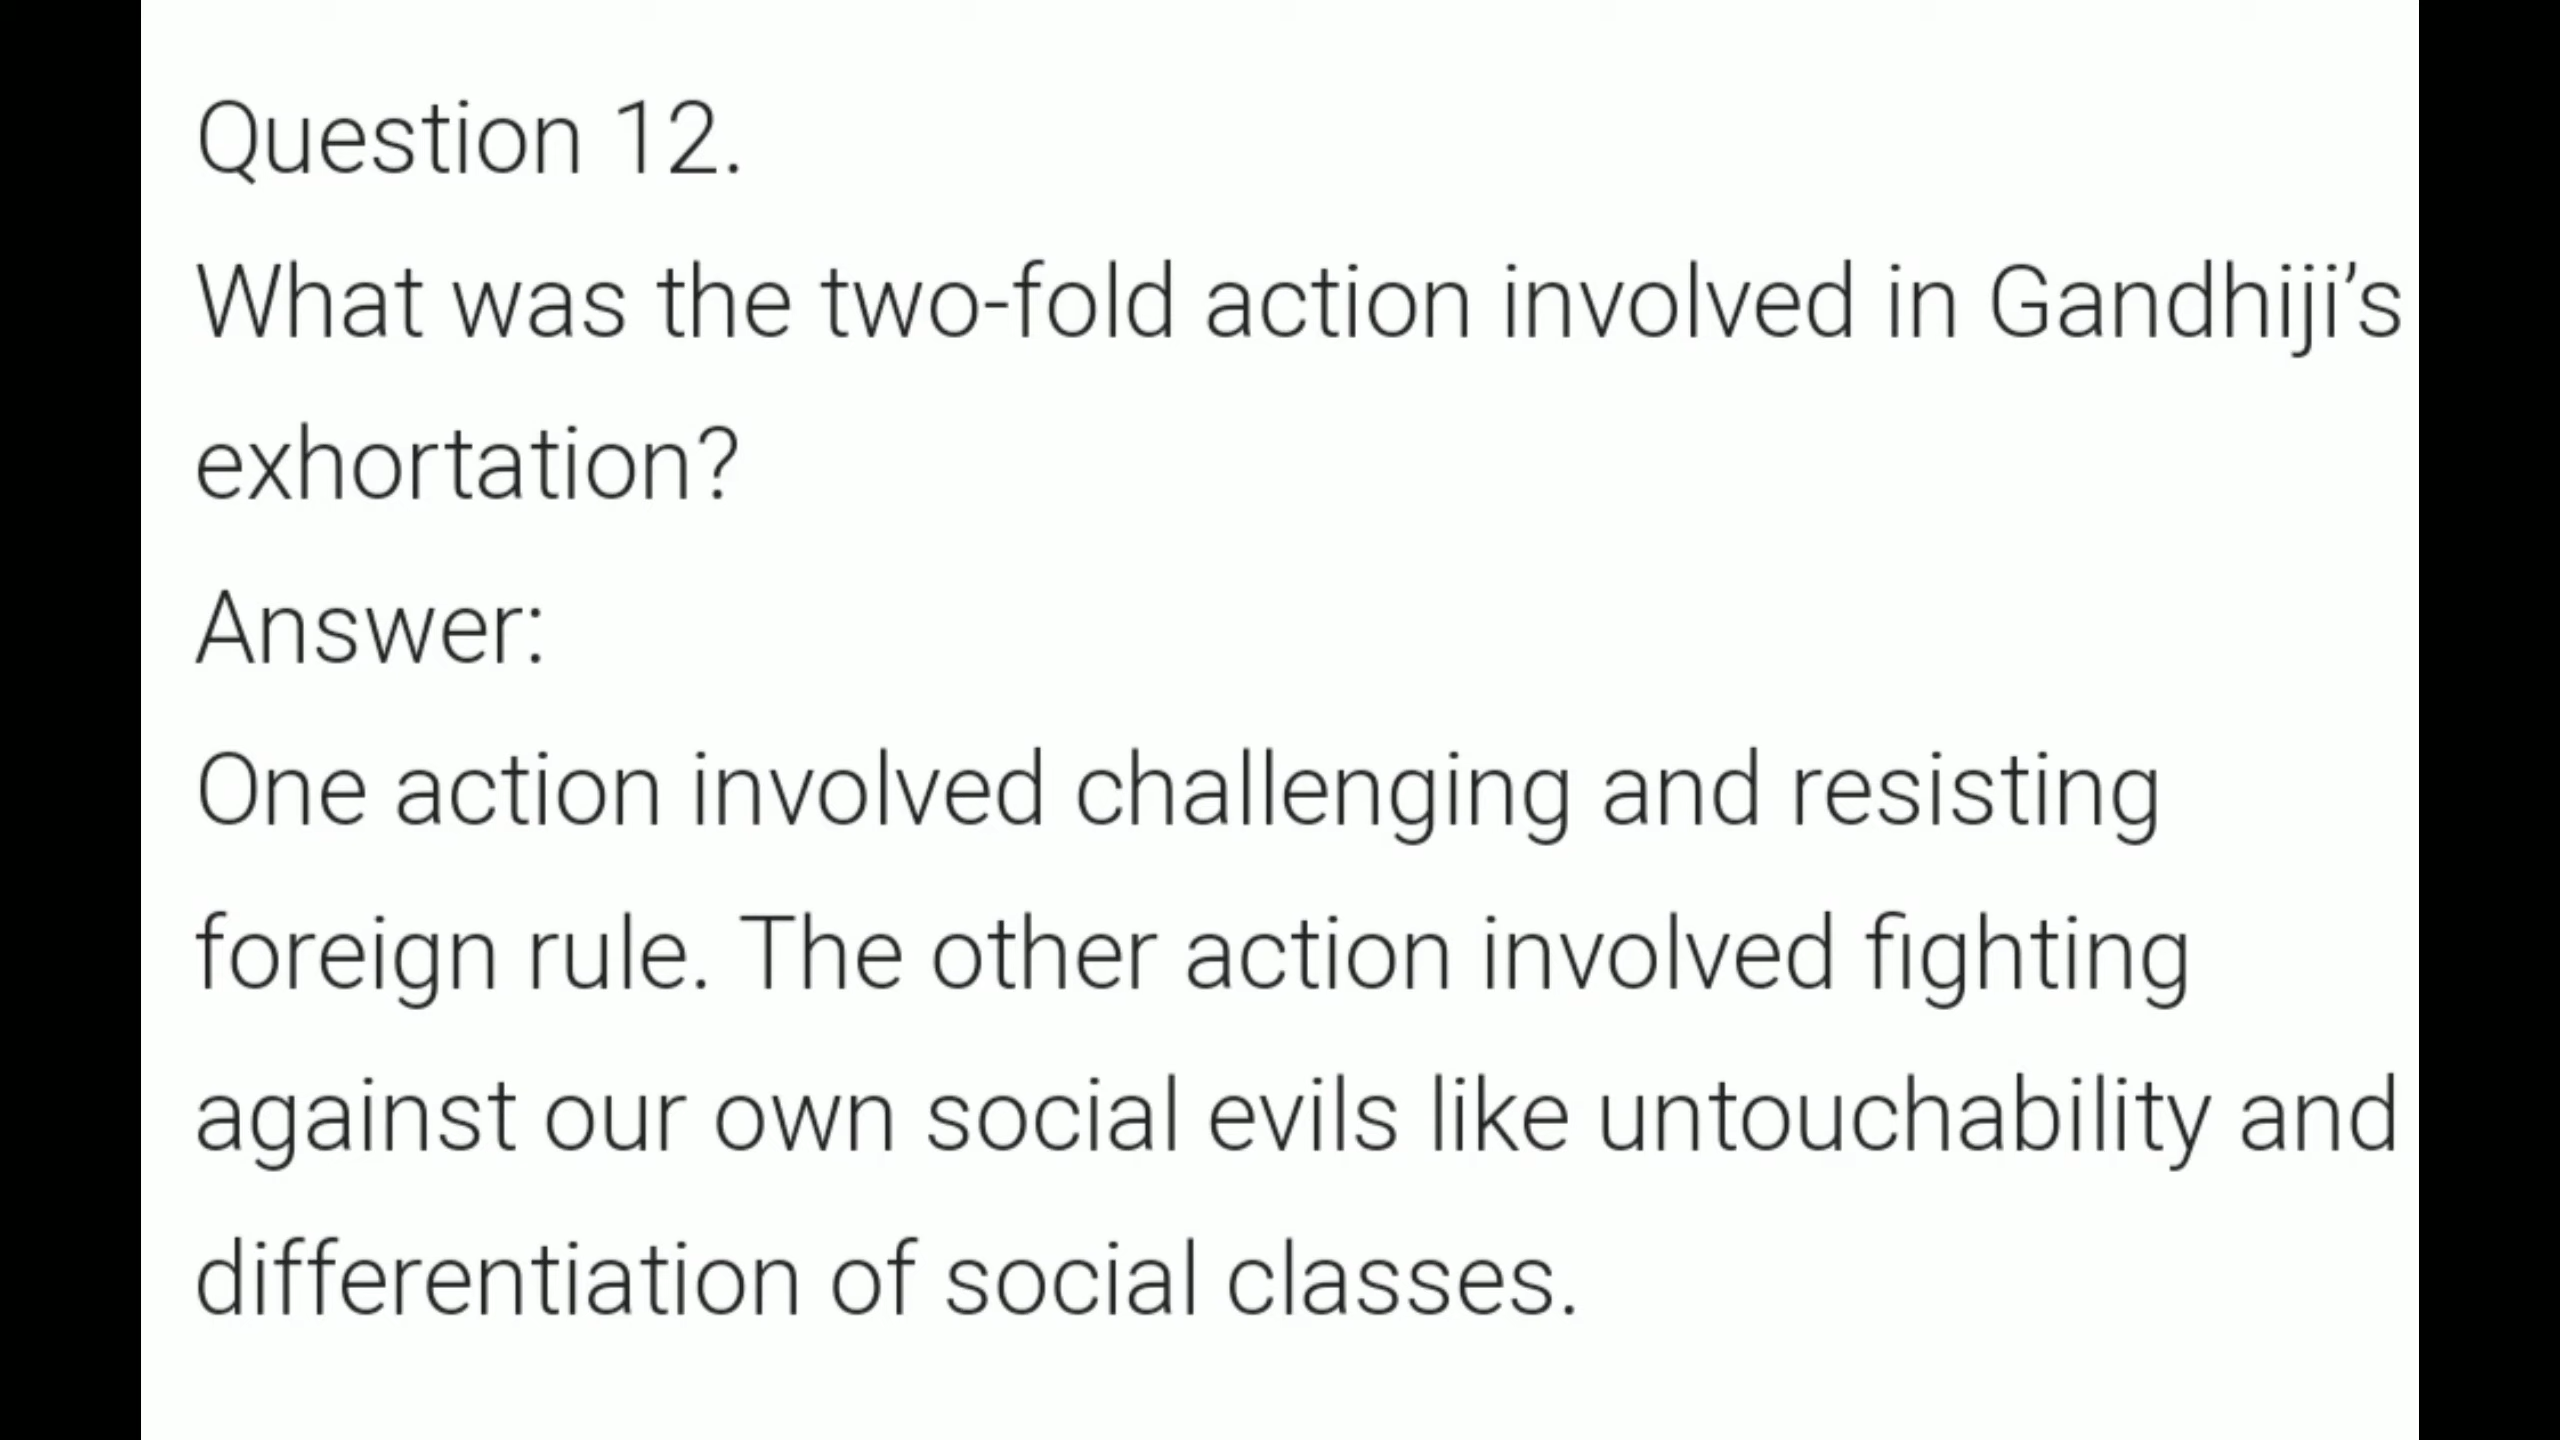 Question 12.
What was the two-fold action involved in Gandhiji’s
exhortation?
Answer:
One action involved challenging and resisting
foreign rule. The other action involved fighting
against our own social evils like untouchability and
differentiation of social classes.